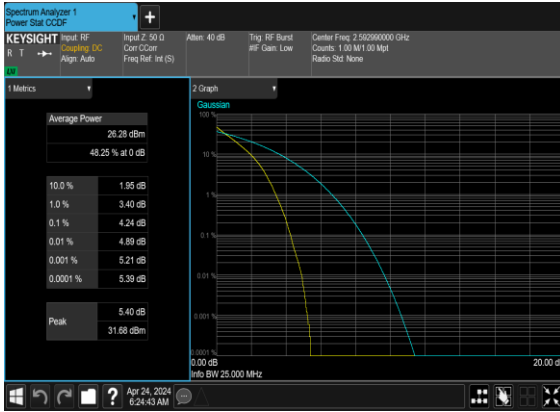 Spectrum Analyzer 1
Power Stat CCDF
KEYSIGHT
R T
LXI
Input: RF
Coupling: DC
Align: Auto
Input Z: 50 Ω
Corr CCorr
Freq Ref: Int (S)
Atten: 40 dB
Trig: RF Burst
#IF Gain: Low
Center Freq: 2.592990000 GHz
Counts: 1.00 M/1.00 Mpt
Radio Std: None
1 Metrics
Average Power
26.28 dBm
48.25 % at 0 dB
10.0 % 1.95 dB
1.0 % 3.40 dB
0.1 % 4.24 dB
0.01 % 4.89 dB
0.001 % 5.21 dB
0.0001 % 5.39 dB
Peak
5.40 dB
31.68 dBm
2 Graph
Gaussian
100 %
10 %
1 %
0.1 %
0.01 %
0.001 %
0.0001 %
0.00 dB
20.00 d
Info BW 25.000 MHz
?
Apr 24, 2024
6:24:43 AM